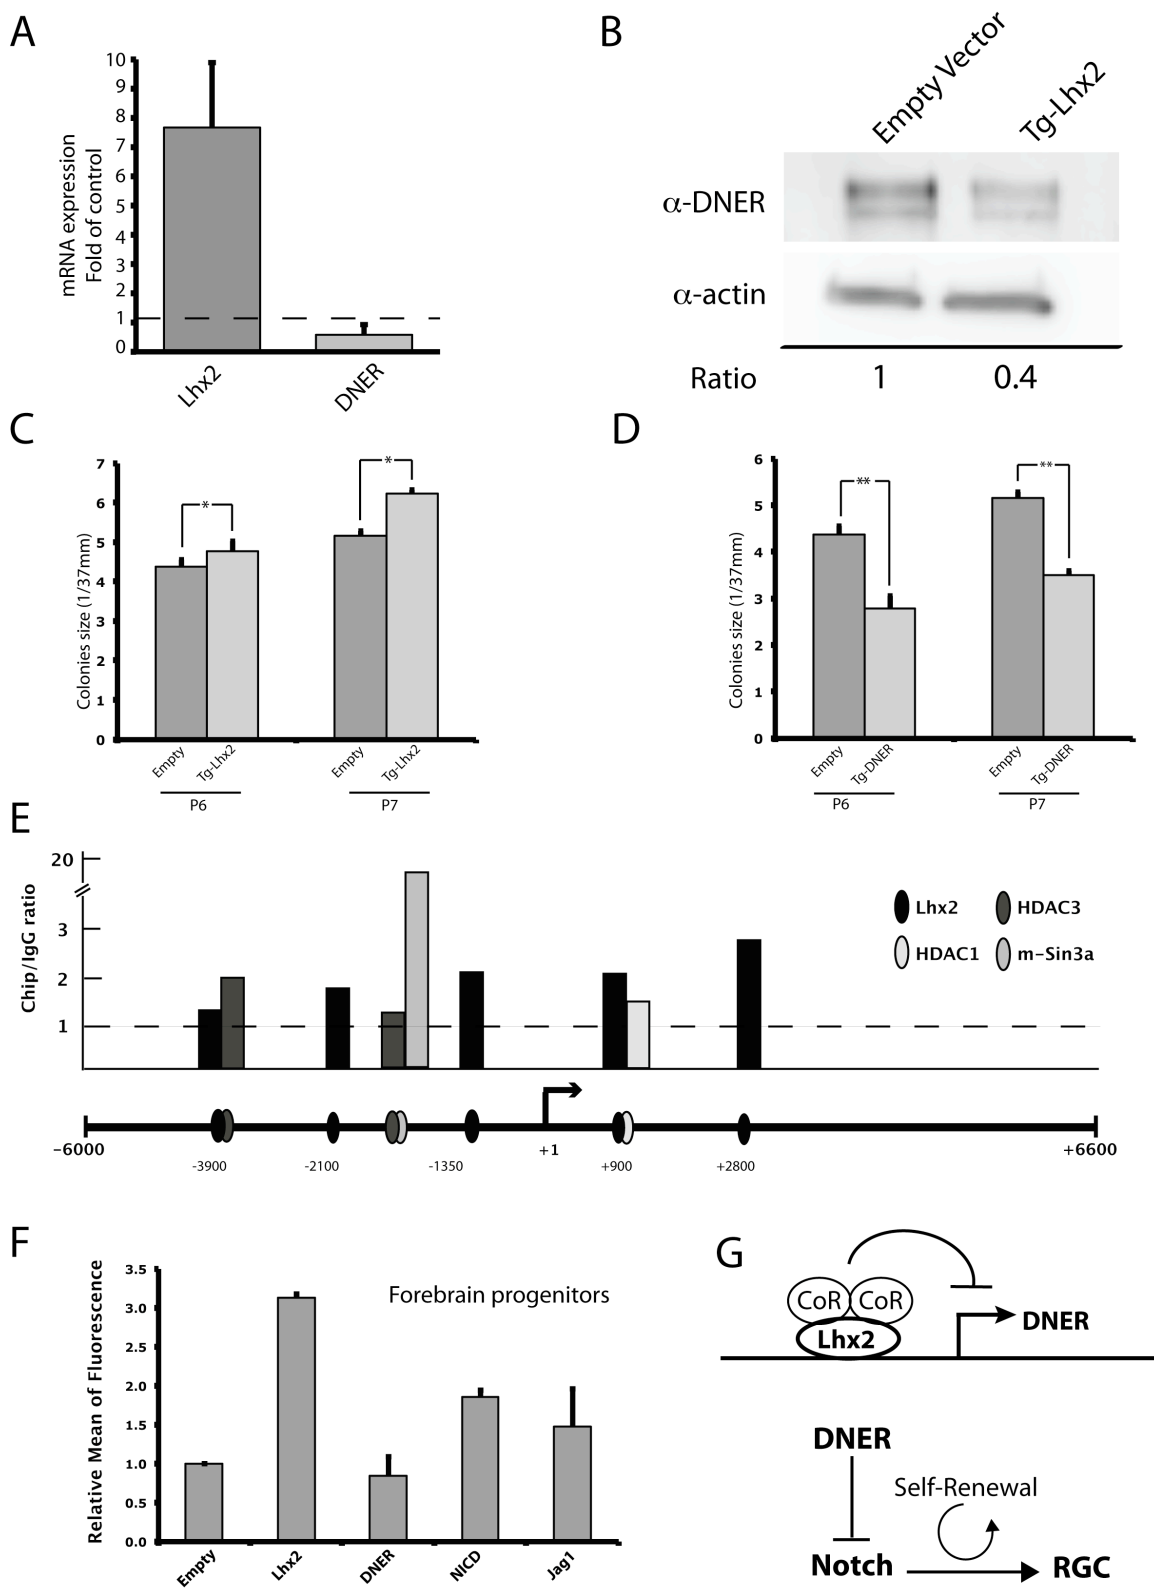 A
mRNA expression
Fold of control
10
9
8
7
6
5
4
3
2
1
0
Lhx2
DNER
B
Empty Vector
Tg-Lhx2
α-DNER
α-actin
Ratio
1
0.4
C
Colonies size (1/37mm)
7
6
5
4
3
2
1
0
*
*
Empty
Tg-Lhx2
Empty
Tg-Lhx2
P6
P7
D
Colonies size (1/37mm)
6
5
4
3
2
1
0
**
**
Empty
Tg-DNER
Empty
Tg-DNER
P6
P7
E
Chip/IgG ratio
20
3
2
1
Lhx2
HDAC3
HDAC1
m-Sin3a
-6000
-3900
-2100
-1350
+1
+900
+2800
+6600
F
Relative Mean of Fluorescence
3.5
3.0
2.5
2.0
1.5
1.0
0.5
0.0
Forebrain progenitors
Empty
Lhx2
DNER
NICD
Jag1
G
CoR
CoR
Lhx2
DNER
DNER
Self-Renewal
Notch
RGC